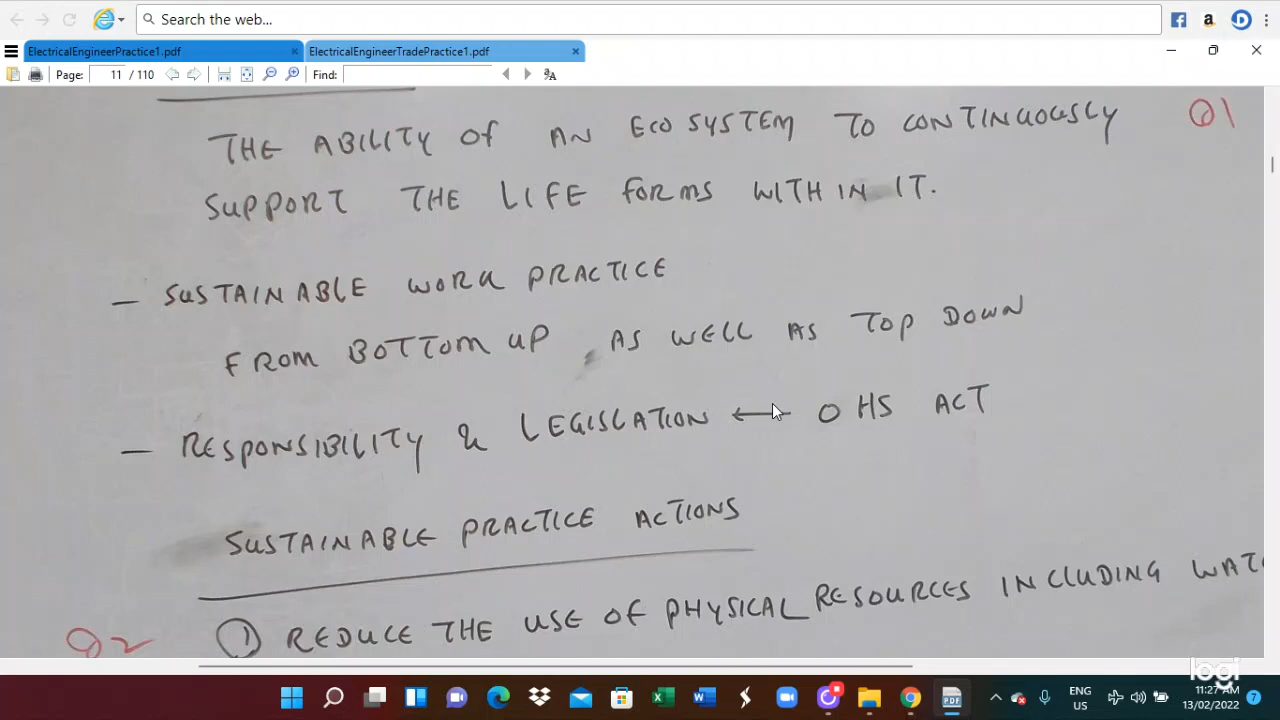 Search the web...
ElectricalEngineerPractice1.pdf
ElectricalEngineerTradePractice1.pdf
Page: 11 / 110
Find:
THE ABILITY OF AN ECO SYSTEM TO CONTINUOUSLY Q1
SUPPORT THE LIFE FORMS WITHIN IT.
— SUSTAINABLE WORK PRACTICE
FROM BOTTOM UP, AS WELL AS TOP DOWN
— RESPONSIBILITY & LEGISLATION ↔ OHS ACT
SUSTAINABLE PRACTICE ACTIONS
Q2 ① REDUCE THE USE OF PHYSICAL RESOURCES INCLUDING WAT
logi
ENG
US
11:27 AM
13/02/2022
7